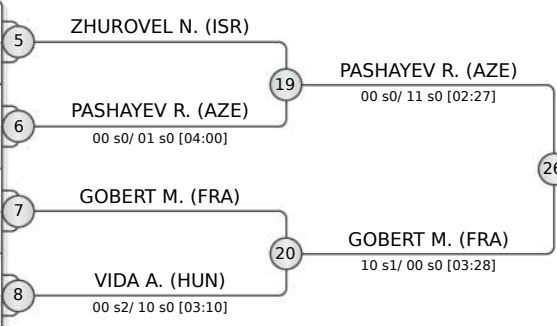 ZHUROVEL N. (ISR)
5
PASHAYEV R. (AZE)
19
00 s0/ 11 s0 [02:27]
PASHAYEV R. (AZE)
6
00 s0/ 01 s0 [04:00]
26
GOBERT M. (FRA)
7
GOBERT M. (FRA)
20
10 s1/ 00 s0 [03:28]
VIDA A. (HUN)
8
00 s2/ 10 s0 [03:10]